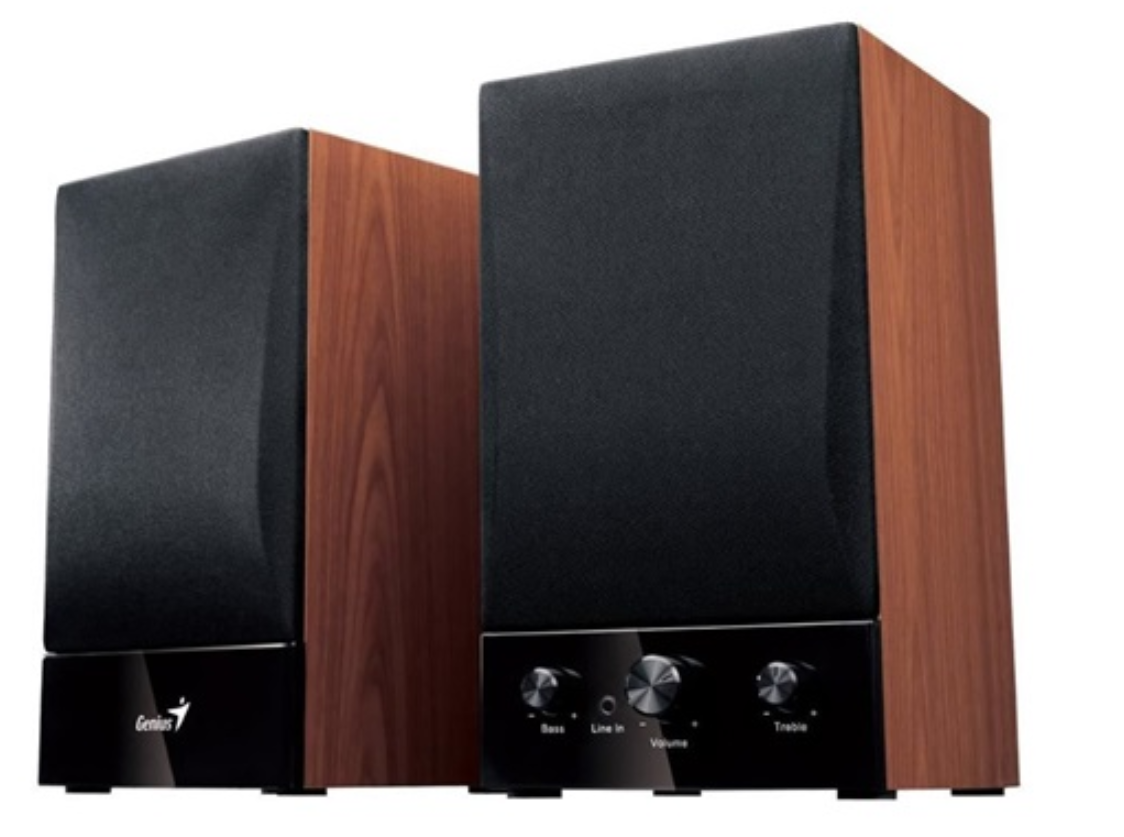 Genius
- +
Bass
Line In
- +
Volume
- +
Treble